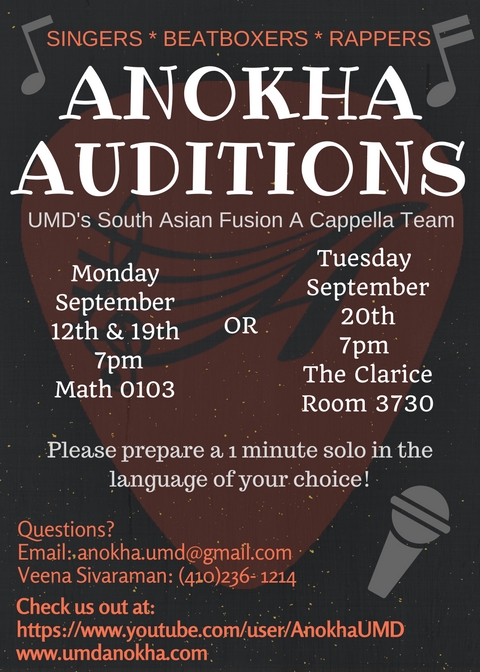 SINGERS * BEATBOXERS * RAPPERS
ANOKHA
AUDITIONS
UMD's South Asian Fusion A Cappella Team
Monday
September
12th & 19th
7pm
Math 0103
OR
Tuesday
September
20th
7pm
The Clarice
Room 3730
Please prepare a 1 minute solo in the
language of your choice!
Questions?
Email: anokha.umd@gmail.com
Veena Sivaraman: (410)236- 1214
Check us out at:
https://www.youtube.com/user/AnokhaUMD
www.umdanokha.com